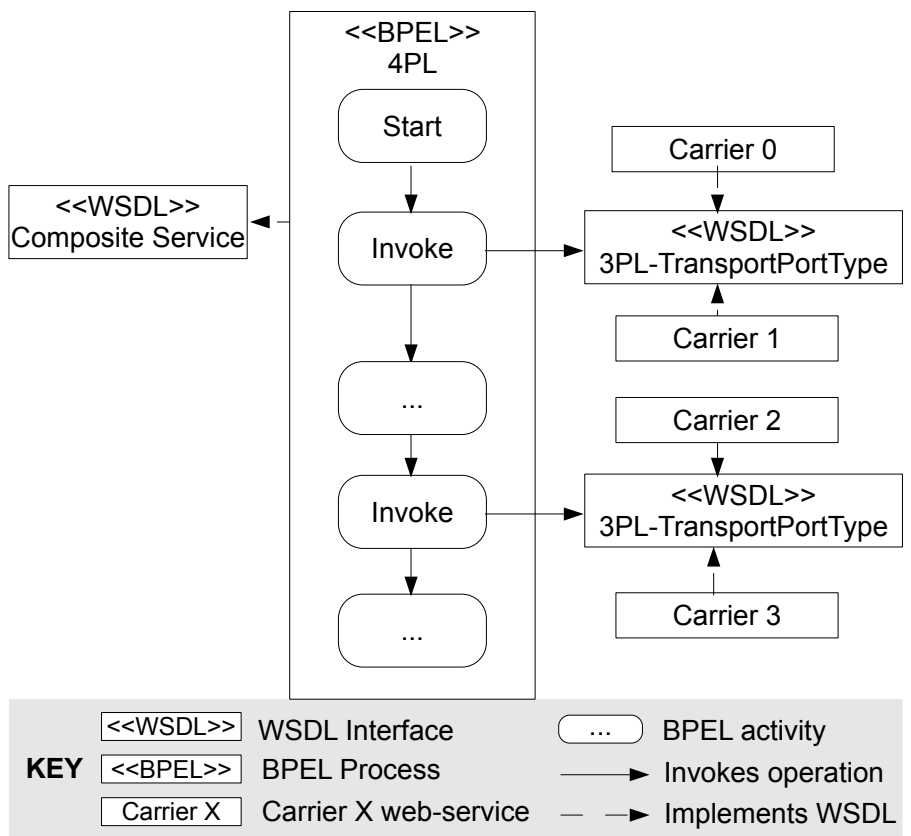 <<BPEL>>
4PL
Start
Carrier 0
<<WSDL>>
Composite Service
Invoke
<<WSDL>>
3PL-TransportPortType
Carrier 1
...
Carrier 2
Invoke
<<WSDL>>
3PL-TransportPortType
...
Carrier 3
KEY
<<WSDL>> WSDL Interface
<<BPEL>> BPEL Process
Carrier X Carrier X web-service
... BPEL activity
Invokes operation
Implements WSDL